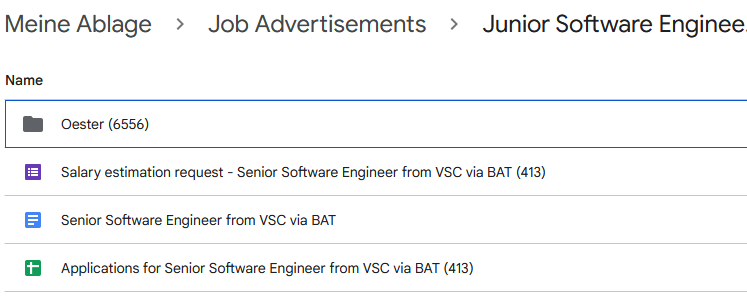 Meine Ablage > Job Advertisements > Junior Software Enginee.
Name
Oester (6556)
Salary estimation request - Senior Software Engineer from VSC via BAT (413)
Senior Software Engineer from VSC via BAT
Applications for Senior Software Engineer from VSC via BAT (413)